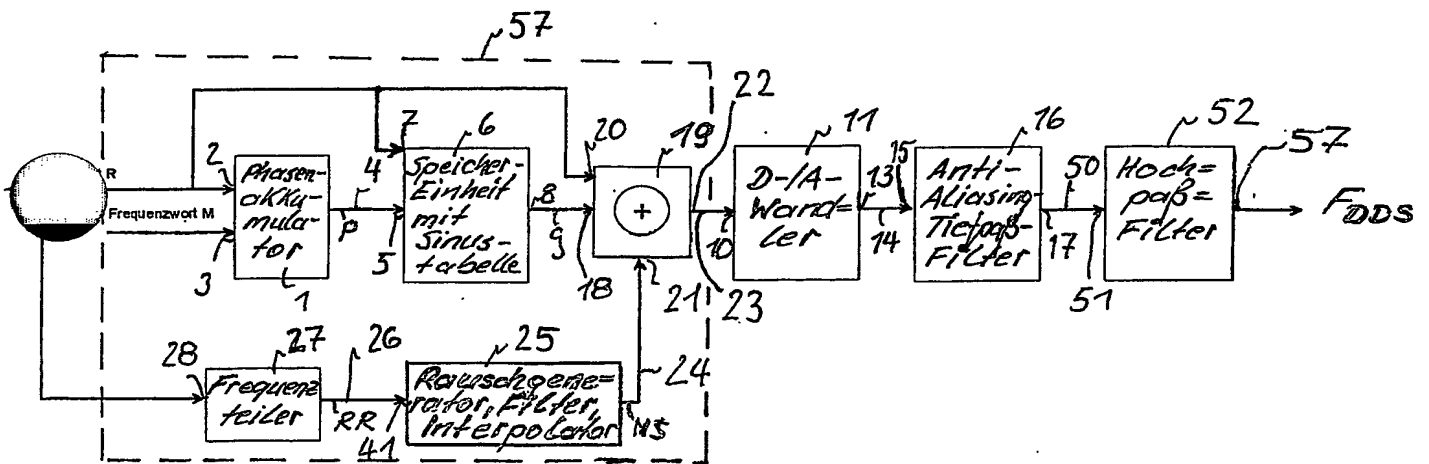 57
R
Frequenzwort M
2
3
Phasen-
akku-
mula-
tor
1
4
P
5
7
6
Speicher-
Einheit
mit
Sinus-
tabelle
8
9
20
18
19
+
21
22
23
10
11
D-/A-
Wand=
ler
13
14
15
16
Anti-
Aliasing-
Tiefpaß-
Filter
50
17
51
52
Hoch=
paß=
Filter
57
FDDS
28
27
Frequenz
teiler
26
RR
41
25
Rauschgene=
rator, Filter,
Interpolator
NS
24